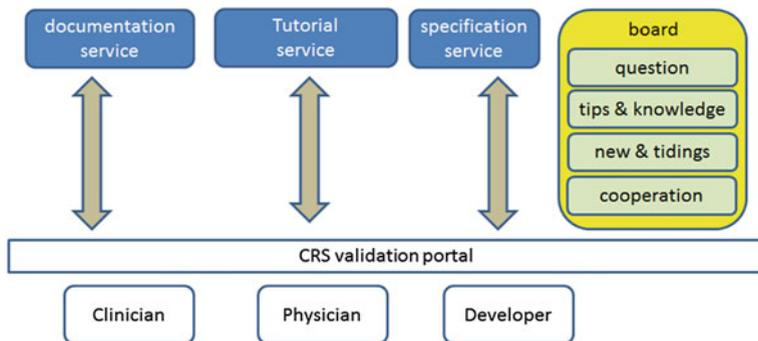 documentation
service
Tutorial
service
specification
service
board
question
tips & knowledge
new & tidings
cooperation
CRS validation portal
Clinician
Physician
Developer